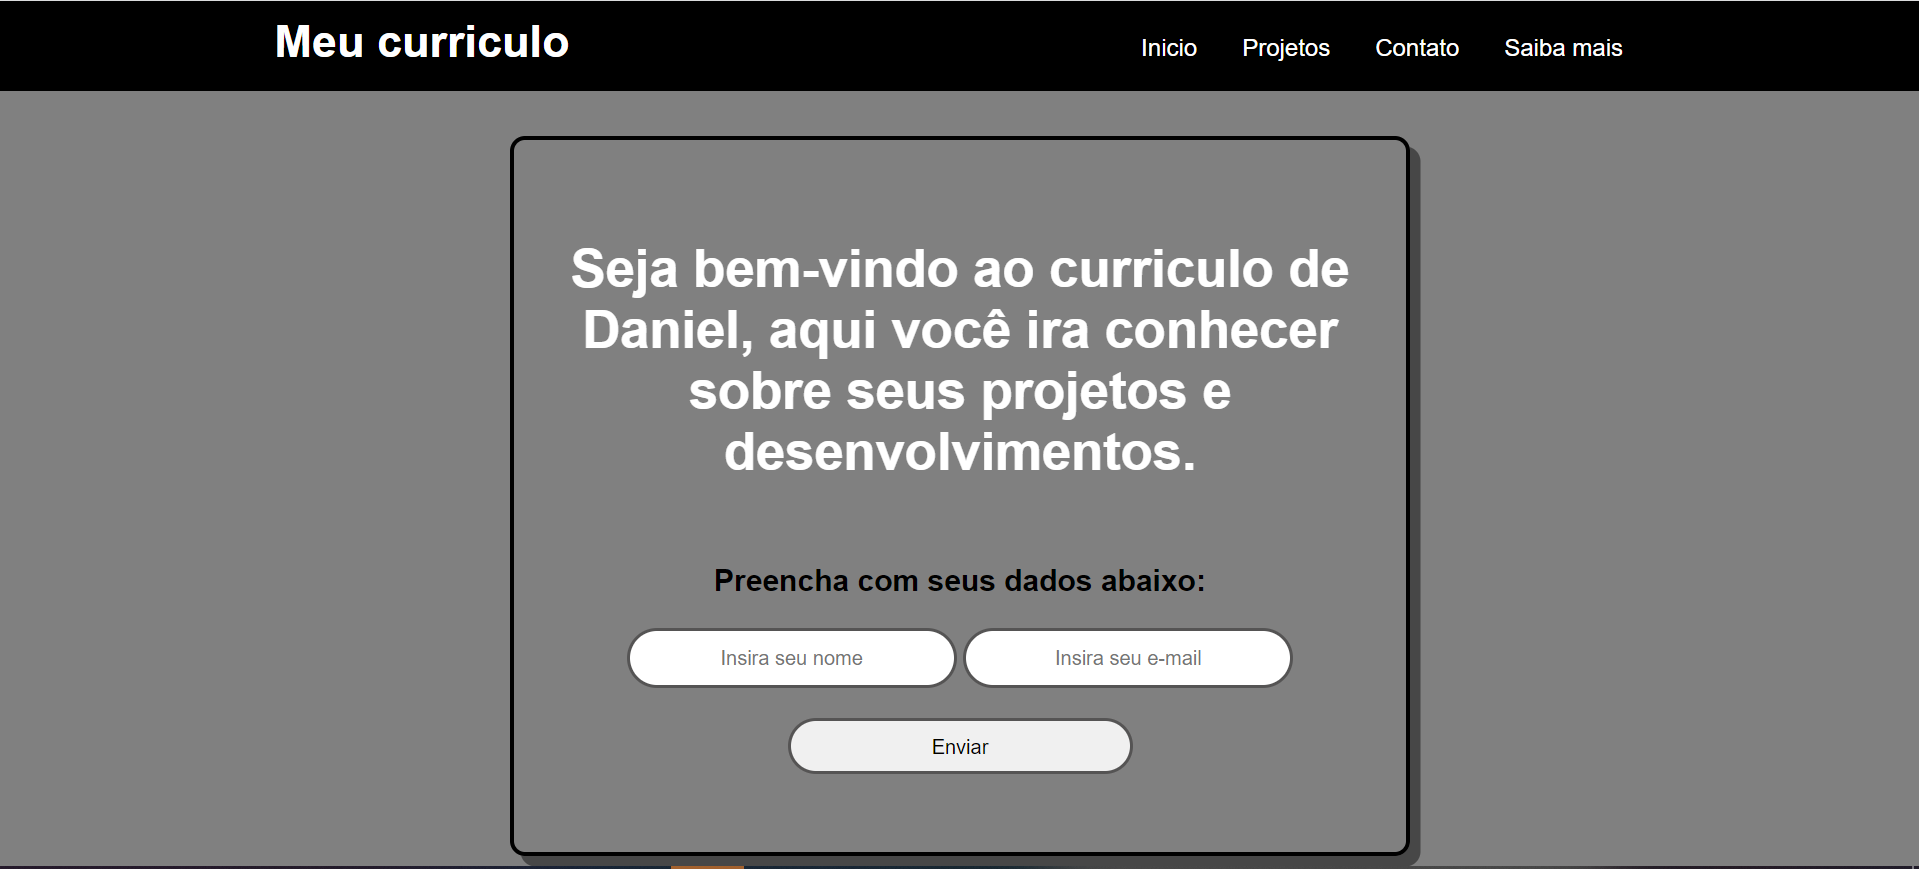 Meu curriculo
Inicio Projetos Contato Saiba mais
Seja bem-vindo ao curriculo de
Daniel, aqui você ira conhecer
sobre seus projetos e
desenvolvimentos.
Preencha com seus dados abaixo:
Insira seu nome Insira seu e-mail
Enviar